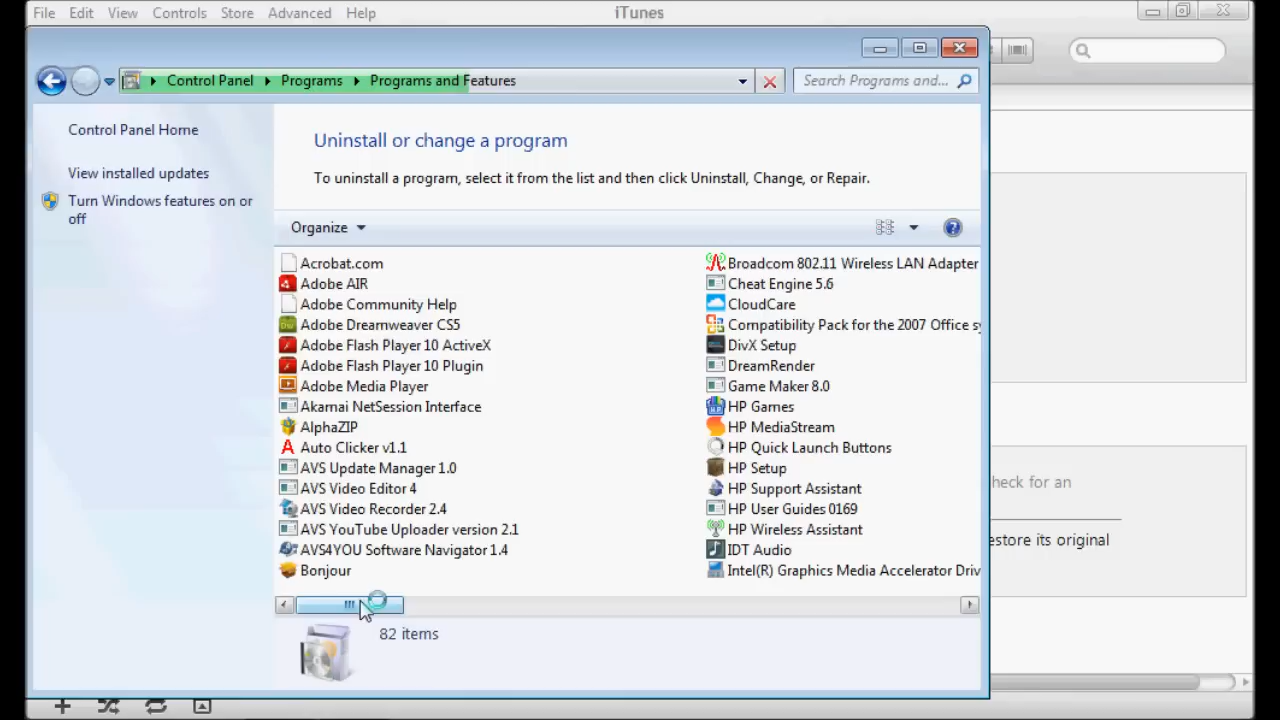 File Edit View Controls Store Advanced Help iTunes
Control Panel Programs Programs and Features Search Programs and...
Control Panel Home
View installed updates
Turn Windows features on or
off
Uninstall or change a program
To uninstall a program, select it from the list and then click Uninstall, Change, or Repair.
Organize
Acrobat.com
Adobe AIR
Adobe Community Help
Adobe Dreamweaver CS5
Adobe Flash Player 10 ActiveX
Adobe Flash Player 10 Plugin
Adobe Media Player
Akamai NetSession Interface
AlphaZIP
Auto Clicker v1.1
AVS Update Manager 1.0
AVS Video Editor 4
AVS Video Recorder 2.4
AVS YouTube Uploader version 2.1
AVS4YOU Software Navigator 1.4
Bonjour
Broadcom 802.11 Wireless LAN Adapter
Cheat Engine 5.6
CloudCare
Compatibility Pack for the 2007 Office sy
DivX Setup
DreamRender
Game Maker 8.0
HP Games
HP MediaStream
HP Quick Launch Buttons
HP Setup
HP Support Assistant
HP User Guides 0169
HP Wireless Assistant
IDT Audio
Intel(R) Graphics Media Accelerator Driv
82 items
heck for an
estore its original